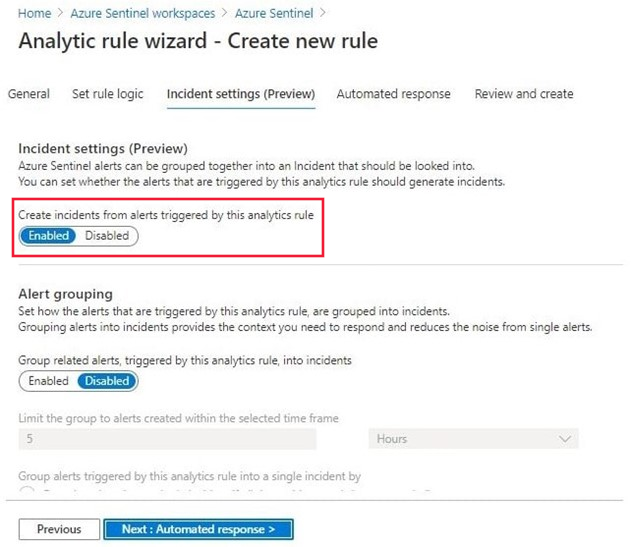 Home > Azure Sentinel workspaces > Azure Sentinel >
Analytic rule wizard - Create new rule
General Set rule logic Incident settings (Preview) Automated response Review and create
Incident settings (Preview)
Azure Sentinel alerts can be grouped together into an Incident that should be looked into.
You can set whether the alerts that are triggered by this analytics rule should generate incidents.
Create incidents from alerts triggered by this analytics rule
Enabled Disabled
Alert grouping
Set how the alerts that are triggered by this analytics rule, are grouped into incidents.
Grouping alerts into incidents provides the context you need to respond and reduces the noise from single alerts.
Group related alerts, triggered by this analytics rule, into incidents
Enabled Disabled
Limit the group to alerts created within the selected time frame
5 Hours
Group alerts triggered by this analytics rule into a single incident by
Previous Next : Automated response >